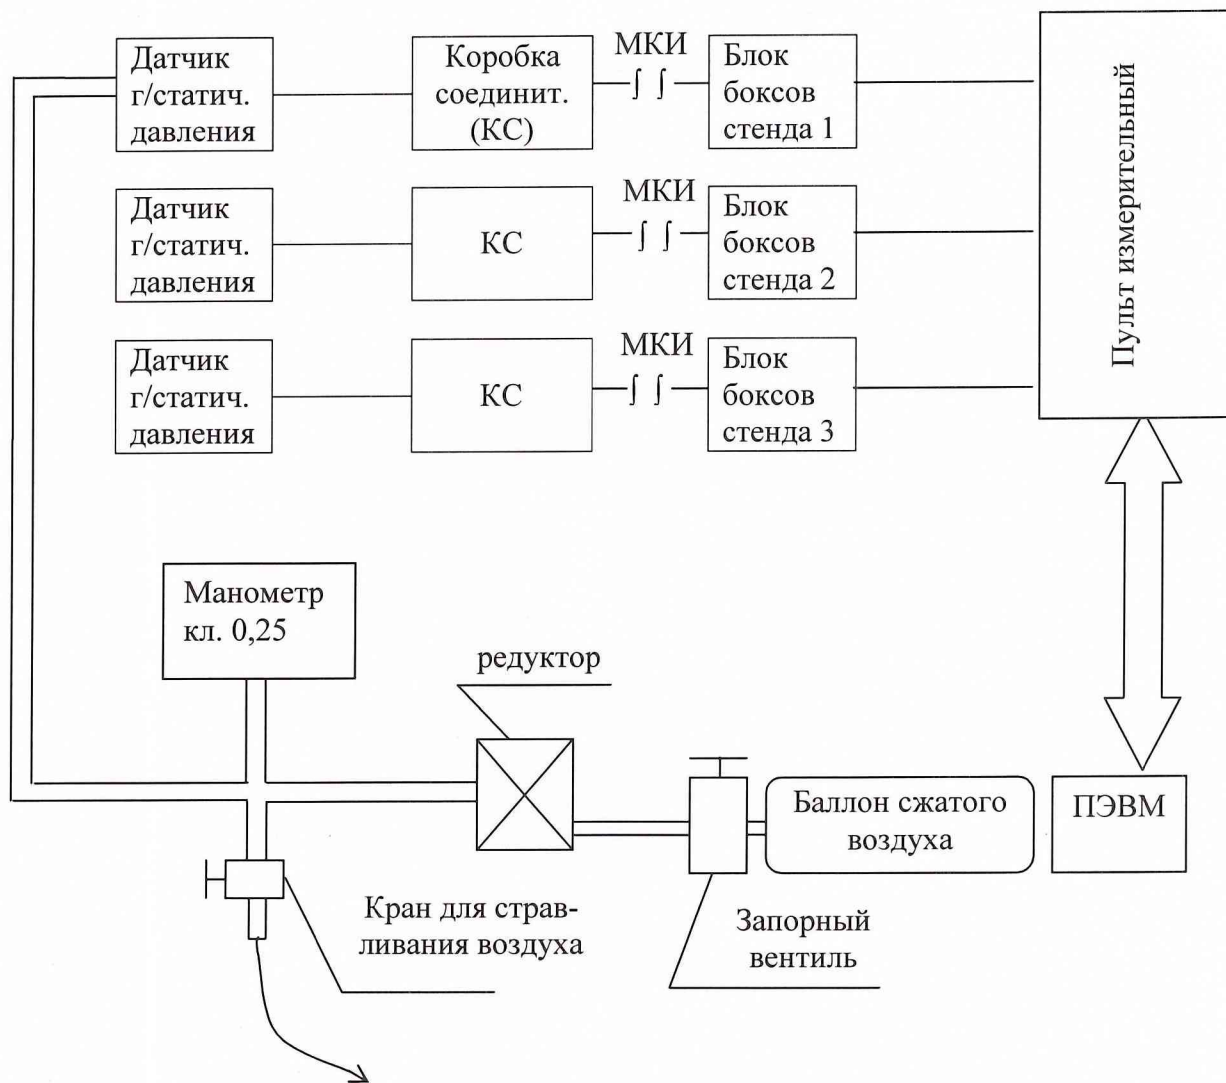 Датчик
г/статич.
давления
Коробка
соединит.
(КС)
МКИ
Блок
боксов
стенда 1
Пульт измерительный
Датчик
г/статич.
давления
КС
МКИ
Блок
боксов
стенда 2
Датчик
г/статич.
давления
КС
МКИ
Блок
боксов
стенда 3
Манометр
кл. 0,25
редуктор
Баллон сжатого
воздуха
ПЭВМ
Кран для страв-
ливания воздуха
Запорный
вентиль